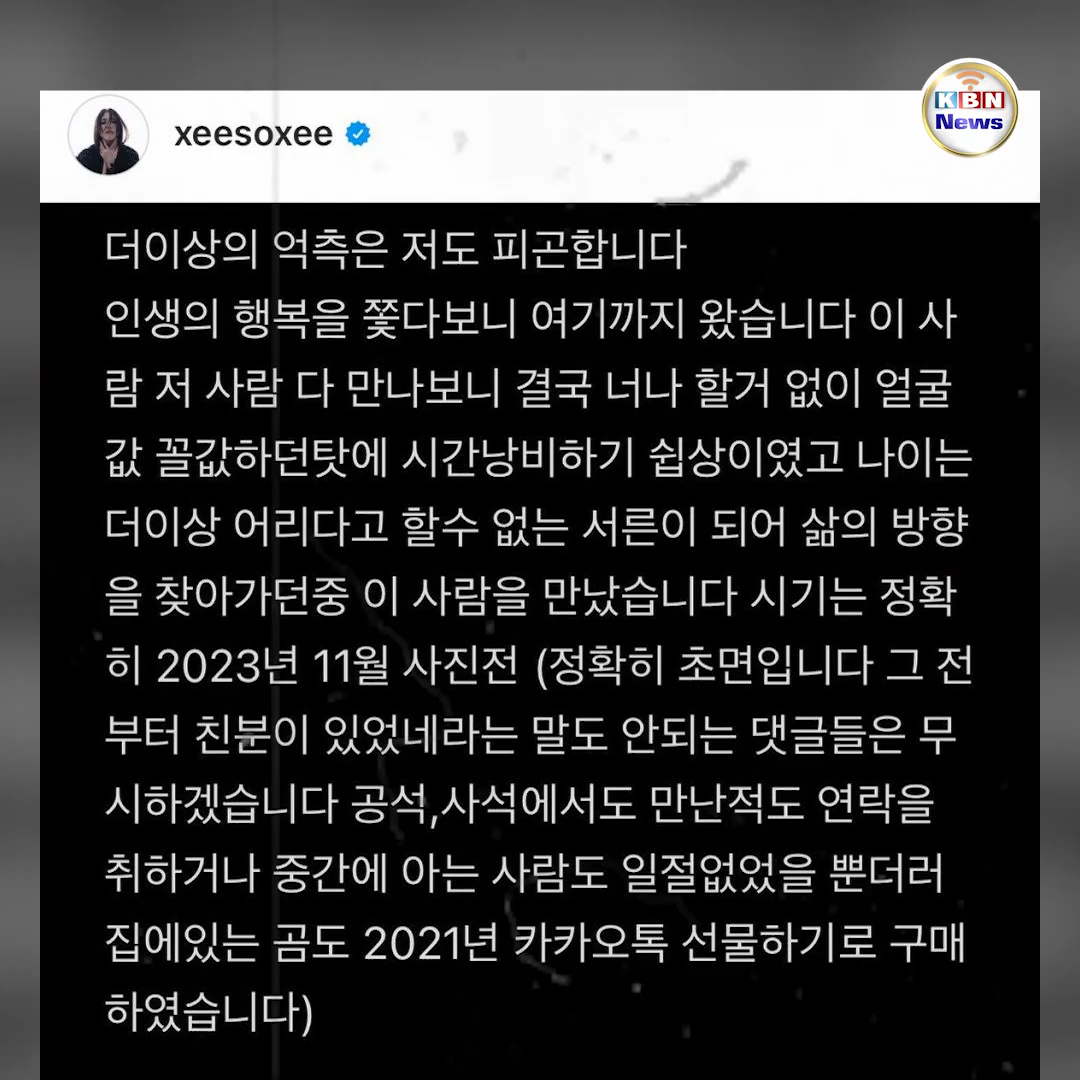 KBN
News
xeesoxee
더이상의 억측은 저도 피곤합니다
인생의 행복을 쫓다보니 여기까지 왔습니다 이 사
람 저 사람 다 만나보니 결국 너나 할거 없이 얼굴
값 꼴값하던탓에 시간낭비하기 쉽상이였고 나이는
더이상 어리다고 할수 없는 서른이 되어 삶의 방향
을 찾아가던중 이 사람을 만났습니다 시기는 정확
히 2023년 11월 사진전 (정확히 초면입니다 그 전
부터 친분이 있었네라는 말도 안되는 댓글들은 무
시하겠습니다 공석,사석에서도 만난적도 연락을
취하거나 중간에 아는 사람도 일절없었을 뿐더러
집에있는 곰도 2021년 카카오톡 선물하기로 구매
하였습니다)